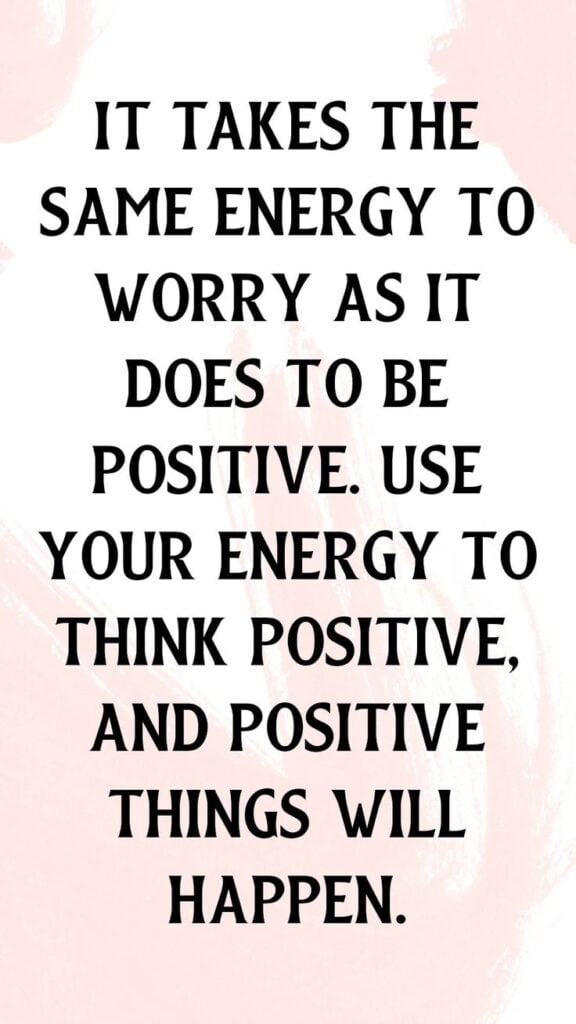 IT TAKES THE
SAME ENERGY TO
WORRY AS IT
DOES TO BE
POSITIVE. USE
YOUR ENERGY TO
THINK POSITIVE,
AND POSITIVE
THINGS WILL
HAPPEN.